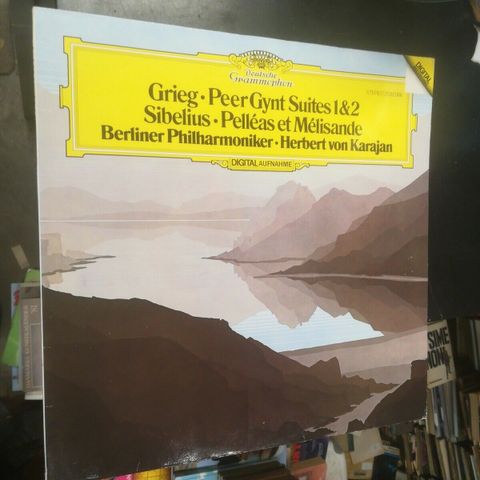 Deutsche
Grammophon
DIGITAL
Grieg · Peer Gynt Suites 1 & 2
Sibelius · Pelléas et Mélisande
Berliner Philharmoniker · Herbert von Karajan
DIGITAL AUFNAHME
SIME